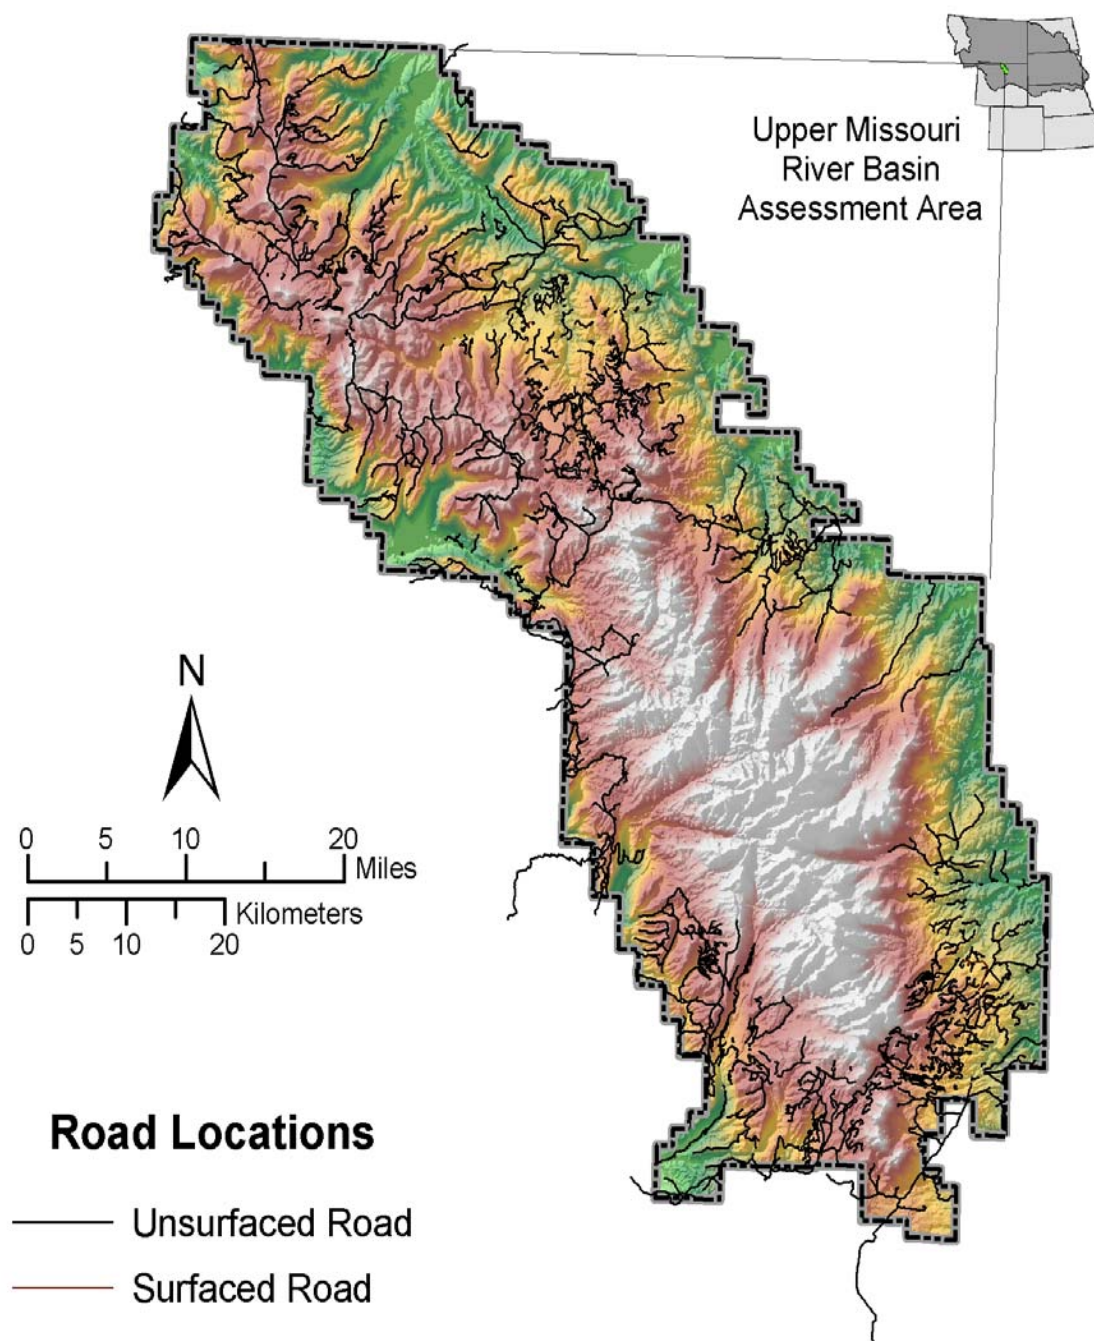 Upper Missouri
River Basin
Assessment Area
N
0 10 20
Miles
Kilometers
0 5 10 20
Road Locations
Unsurfaced Road
Surfaced Road